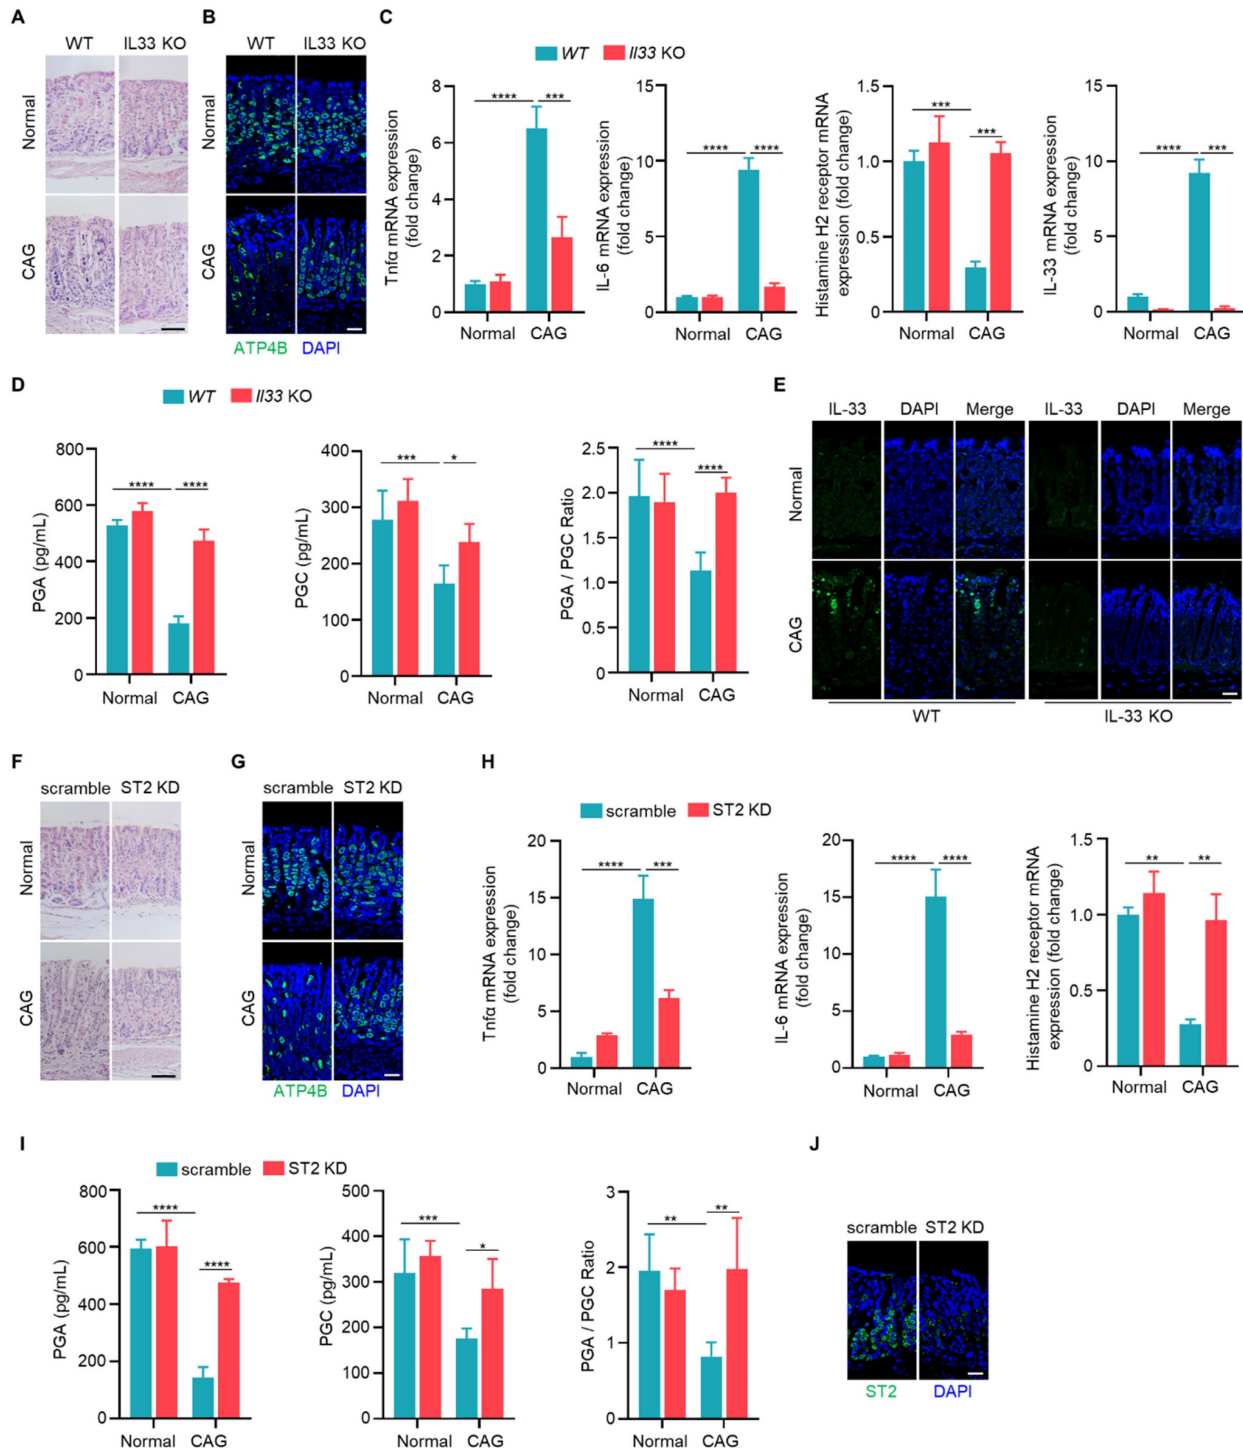 A
WT
IL33 KO
Normal
CAG
B
WT
IL33 KO
Normal
CAG
ATP4B
DAPI
C
WT
Il33 KO
Tnfα mRNA expression
(fold change)
8
6
4
2
0
****
***
Normal
CAG
IL-6 mRNA expression
(fold change)
15
10
5
0
****
****
Normal
CAG
Histamine H2 receptor mRNA
expression (fold change)
1.5
1.0
0.5
0
***
***
Normal
CAG
IL-33 mRNA expression
(fold change)
15
10
5
0
****
***
Normal
CAG
D
WT
Il33 KO
PGA (pg/mL)
800
600
400
200
0
****
****
Normal
CAG
PGC (pg/mL)
400
300
200
100
0
***
*
Normal
CAG
PGA / PGC Ratio
2.5
2.0
1.5
1.0
1.5
0
****
****
Normal
CAG
E
IL-33
DAPI
Merge
IL-33
DAPI
Merge
Normal
CAG
WT
IL-33 KO
F
scramble
ST2 KD
Normal
CAG
G
scramble
ST2 KD
Normal
CAG
ATP4B
DAPI
H
scramble
ST2 KD
Tnfα mRNA expression
(fold change)
20
15
10
5
0
****
***
Normal
CAG
IL-6 mRNA expression
(fold change)
20
15
10
5
0
****
****
Normal
CAG
Histamine H2 receptor mRNA
expression (fold change)
1.5
1.0
0.5
0
**
**
Normal
CAG
I
scramble
ST2 KD
PGA (pg/mL)
800
600
400
200
0
****
****
Normal
CAG
PGC (pg/mL)
500
400
300
200
100
0
***
*
Normal
CAG
PGA / PGC Ratio
3
2
1
0
**
**
Normal
CAG
J
scramble
ST2 KD
ST2
DAPI